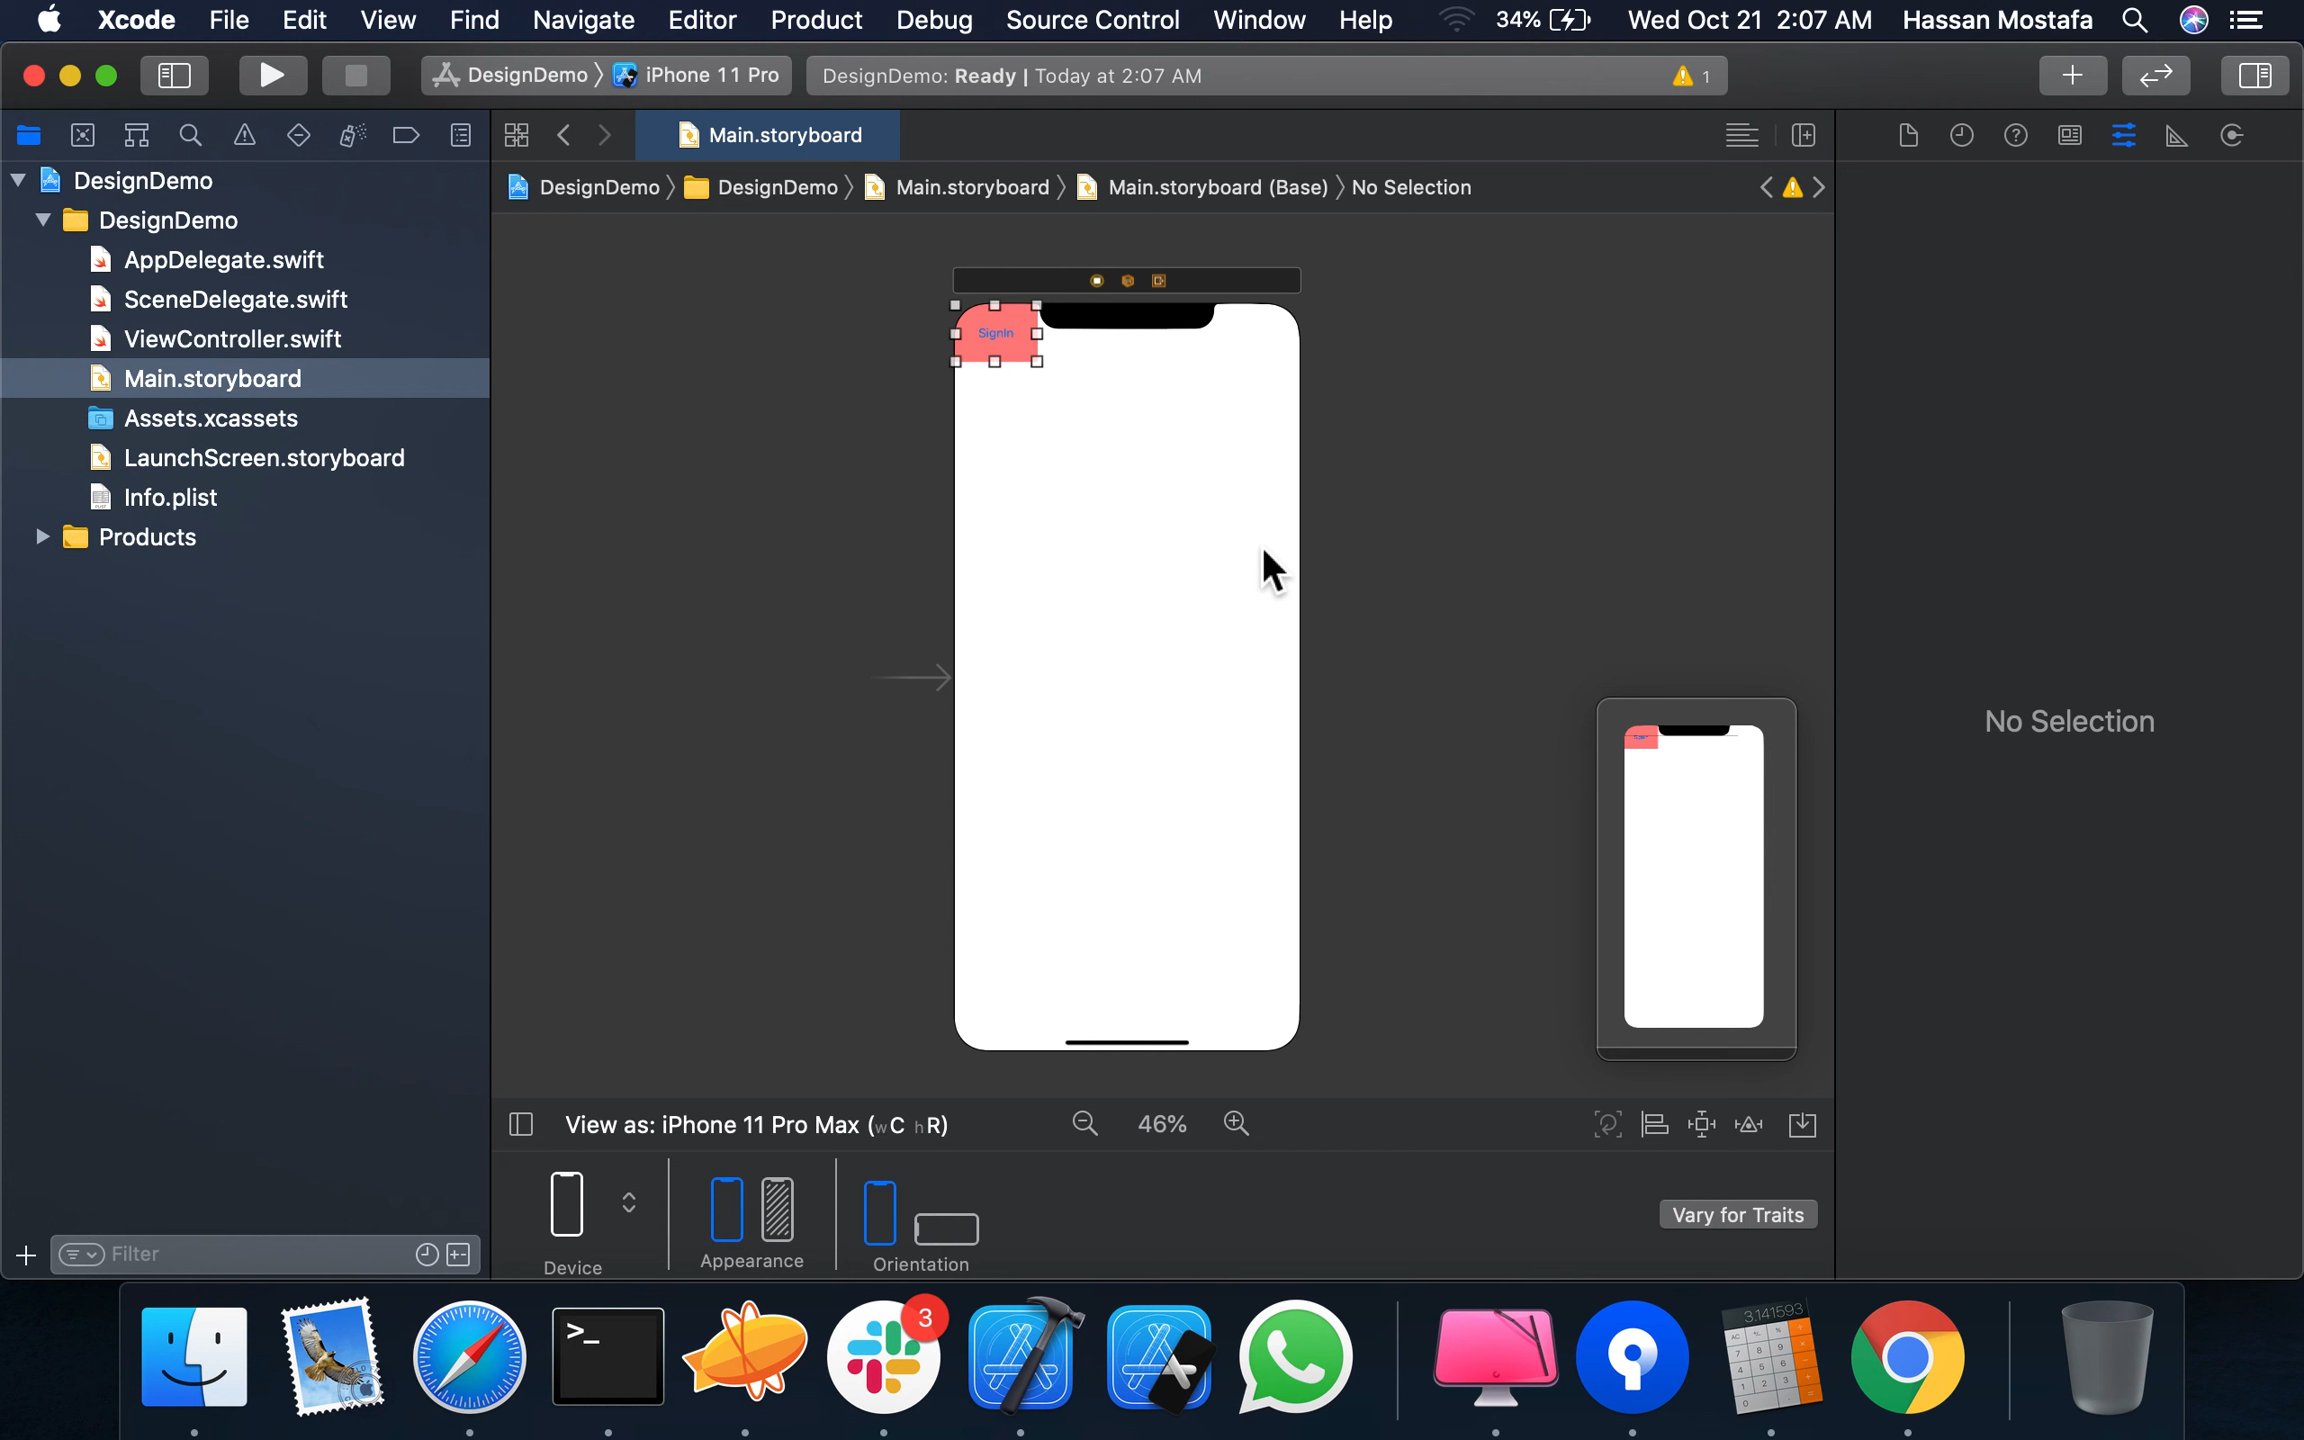 Xcode File Edit View Find Navigate Editor Product Debug Source Control Window Help 34% Wed Oct 21 2:07 AM Hassan Mostafa
DesignDemo iPhone 11 Pro DesignDemo: Ready | Today at 2:07 AM 1
Main.storyboard
DesignDemo DesignDemo Main.storyboard Main.storyboard (Base) No Selection
DesignDemo
DesignDemo
AppDelegate.swift
SceneDelegate.swift
ViewController.swift
Main.storyboard
Assets.xcassets
LaunchScreen.storyboard
Info.plist
Products
SignIn
No Selection
View as: iPhone 11 Pro Max (wC hR) 46%
Vary for Traits
Device Appearance Orientation
Filter
>_
3
3.141593